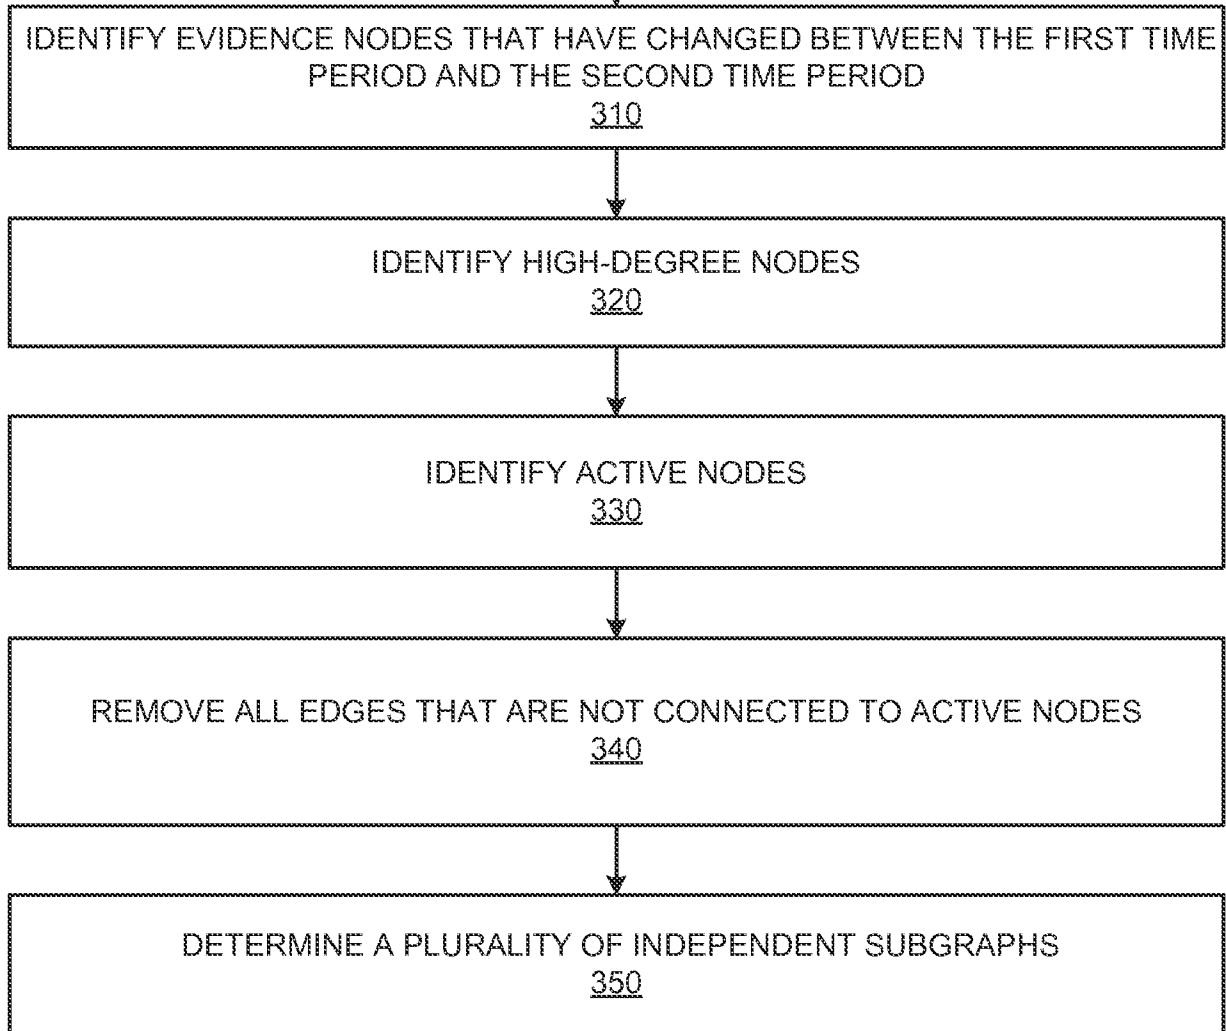 IDENTIFY EVIDENCE NODES THAT HAVE CHANGED BETWEEN THE FIRST TIME
PERIOD AND THE SECOND TIME PERIOD
310
IDENTIFY HIGH-DEGREE NODES
320
IDENTIFY ACTIVE NODES
330
REMOVE ALL EDGES THAT ARE NOT CONNECTED TO ACTIVE NODES
340
DETERMINE A PLURALITY OF INDEPENDENT SUBGRAPHS
350